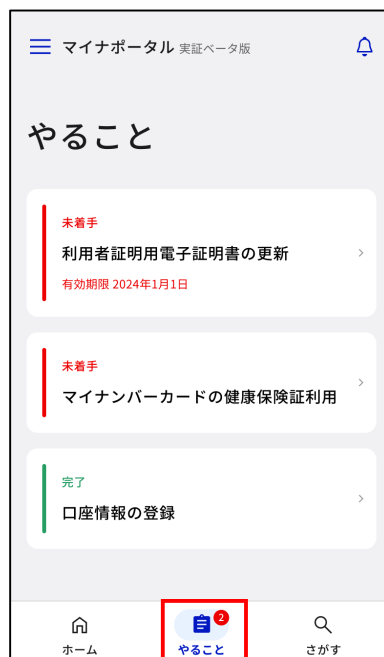 マイナポータル 実証ベータ版
やること
未着手
利用者証明用電子証明書の更新
有効期限 2024年1月1日
未着手
マイナンバーカードの健康保険証利用
完了
口座情報の登録
2
ホーム やること さがす